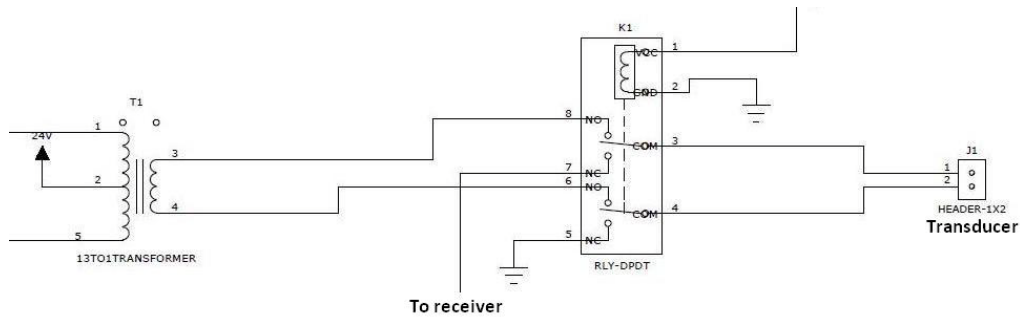 K1
1
VCC
2
GND
T1
1
24V
2
5
3
4
13TO1TRANSFORMER
8
NO
COM
3
7
NC
6
NO
COM
4
5
NC
RLY-DPDT
J1
1
2
HEADER-1X2
Transducer
To receiver